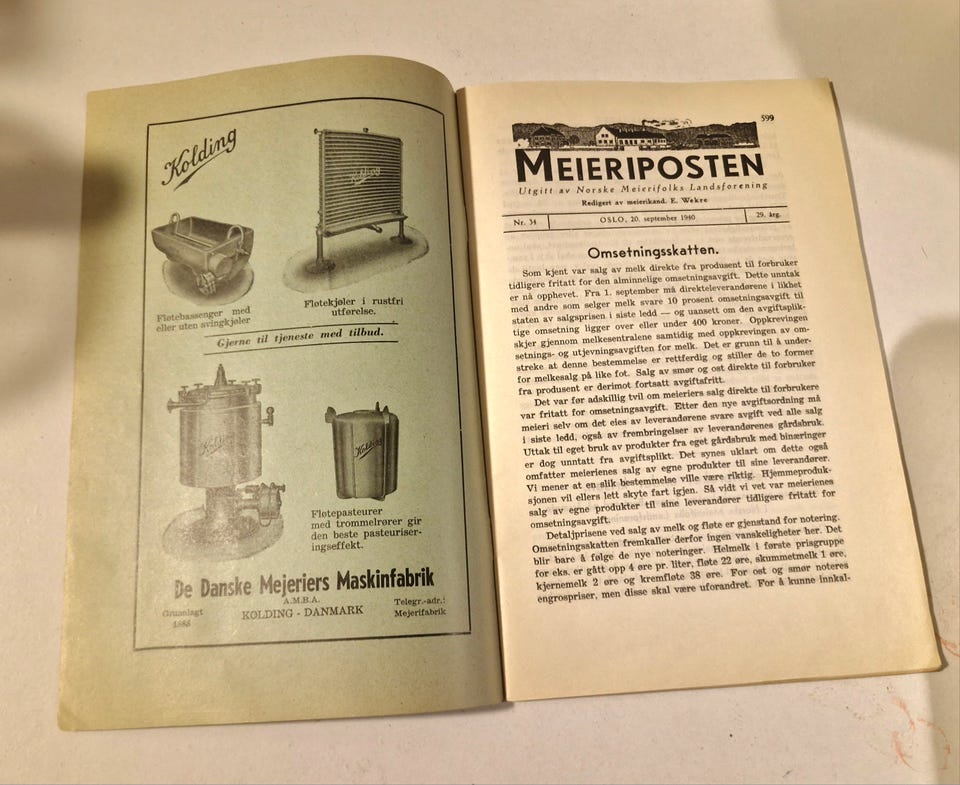 Kolding
Kolding
Fløtebassenger med
eller uten svingkjøler
Fløtekjøler i rustfri
utførelse.
Gjerne til tjeneste med tilbud.
Kolding
Kolding
Fløtepasteurer
med trommelrører gir
den beste pasteuriser-
ingseffekt.
De Danske Mejeriers Maskinfabrik
A.M.B.A.
Grunnlagt
1885
KOLDING - DANMARK
Telegr.-adr.:
Mejerifabrik
599
MEIERIPOSTEN
Utgitt av Norske Meierifolks Landsforening
Redigert av meierikand. E. Wekre
Nr. 34
OSLO, 20. september 1940
29. årg.
Omsetningsskatten.
Som kjent var salg av melk direkte fra produsent til forbruker
tidligere fritatt for den alminnelige omsetningsavgift. Dette unntak
er nå opphevet. Fra 1. september må direkteleverandørene i likhet
med andre som selger melk svare 10 prosent omsetningsavgift til
staten av salgsprisen i siste ledd — og uansett om den avgiftsplik-
tige omsetning ligger over eller under 400 kroner. Oppkrevingen
skjer gjennom melkesentralene samtidig med oppkrevingen av om-
setnings- og utjevningsavgiften for melk. Det er grunn til å under-
streke at denne bestemmelse er rettferdig og stiller de to former
for melkesalg på like fot. Salg av smør og ost direkte til forbruker
fra produsent er derimot fortsatt avgiftsfritt.
Det var før adskillig tvil om meieriers salg direkte til forbrukere
var fritatt for omsetningsavgift. Etter den nye avgiftsordning må
meieri selv om det eies av leverandørene svare avgift ved alle salg
i siste ledd, også av frembringelser av leverandørenes gårdsbruk.
Uttak til eget bruk av produkter fra eget gårdsbruk med binæringer
er dog unntatt fra avgiftsplikt. Det synes uklart om dette også
omfatter meierienes salg av egne produkter til sine leverandører.
Vi mener at en slik bestemmelse ville være riktig. Hjemmeproduk-
sjonen vil ellers lett skyte fart igjen. Så vidt vi vet var meierienes
salg av egne produkter til sine leverandører tidligere fritatt for
omsetningsavgift.
Detaljprisene ved salg av melk og fløte er gjenstand for notering.
Omsetningsskatten fremkaller derfor ingen vanskeligheter her. Det
blir bare å følge de nye noteringer. Helmelk i første prisgruppe
for eks. er gått opp 4 øre pr. liter, fløte 22 øre, skummetmelk 1 øre,
kjernemelk 2 øre og kremfløte 38 øre. For ost og smør noteres
engrospriser, men disse skal være uforandret. For å kunne innkal-